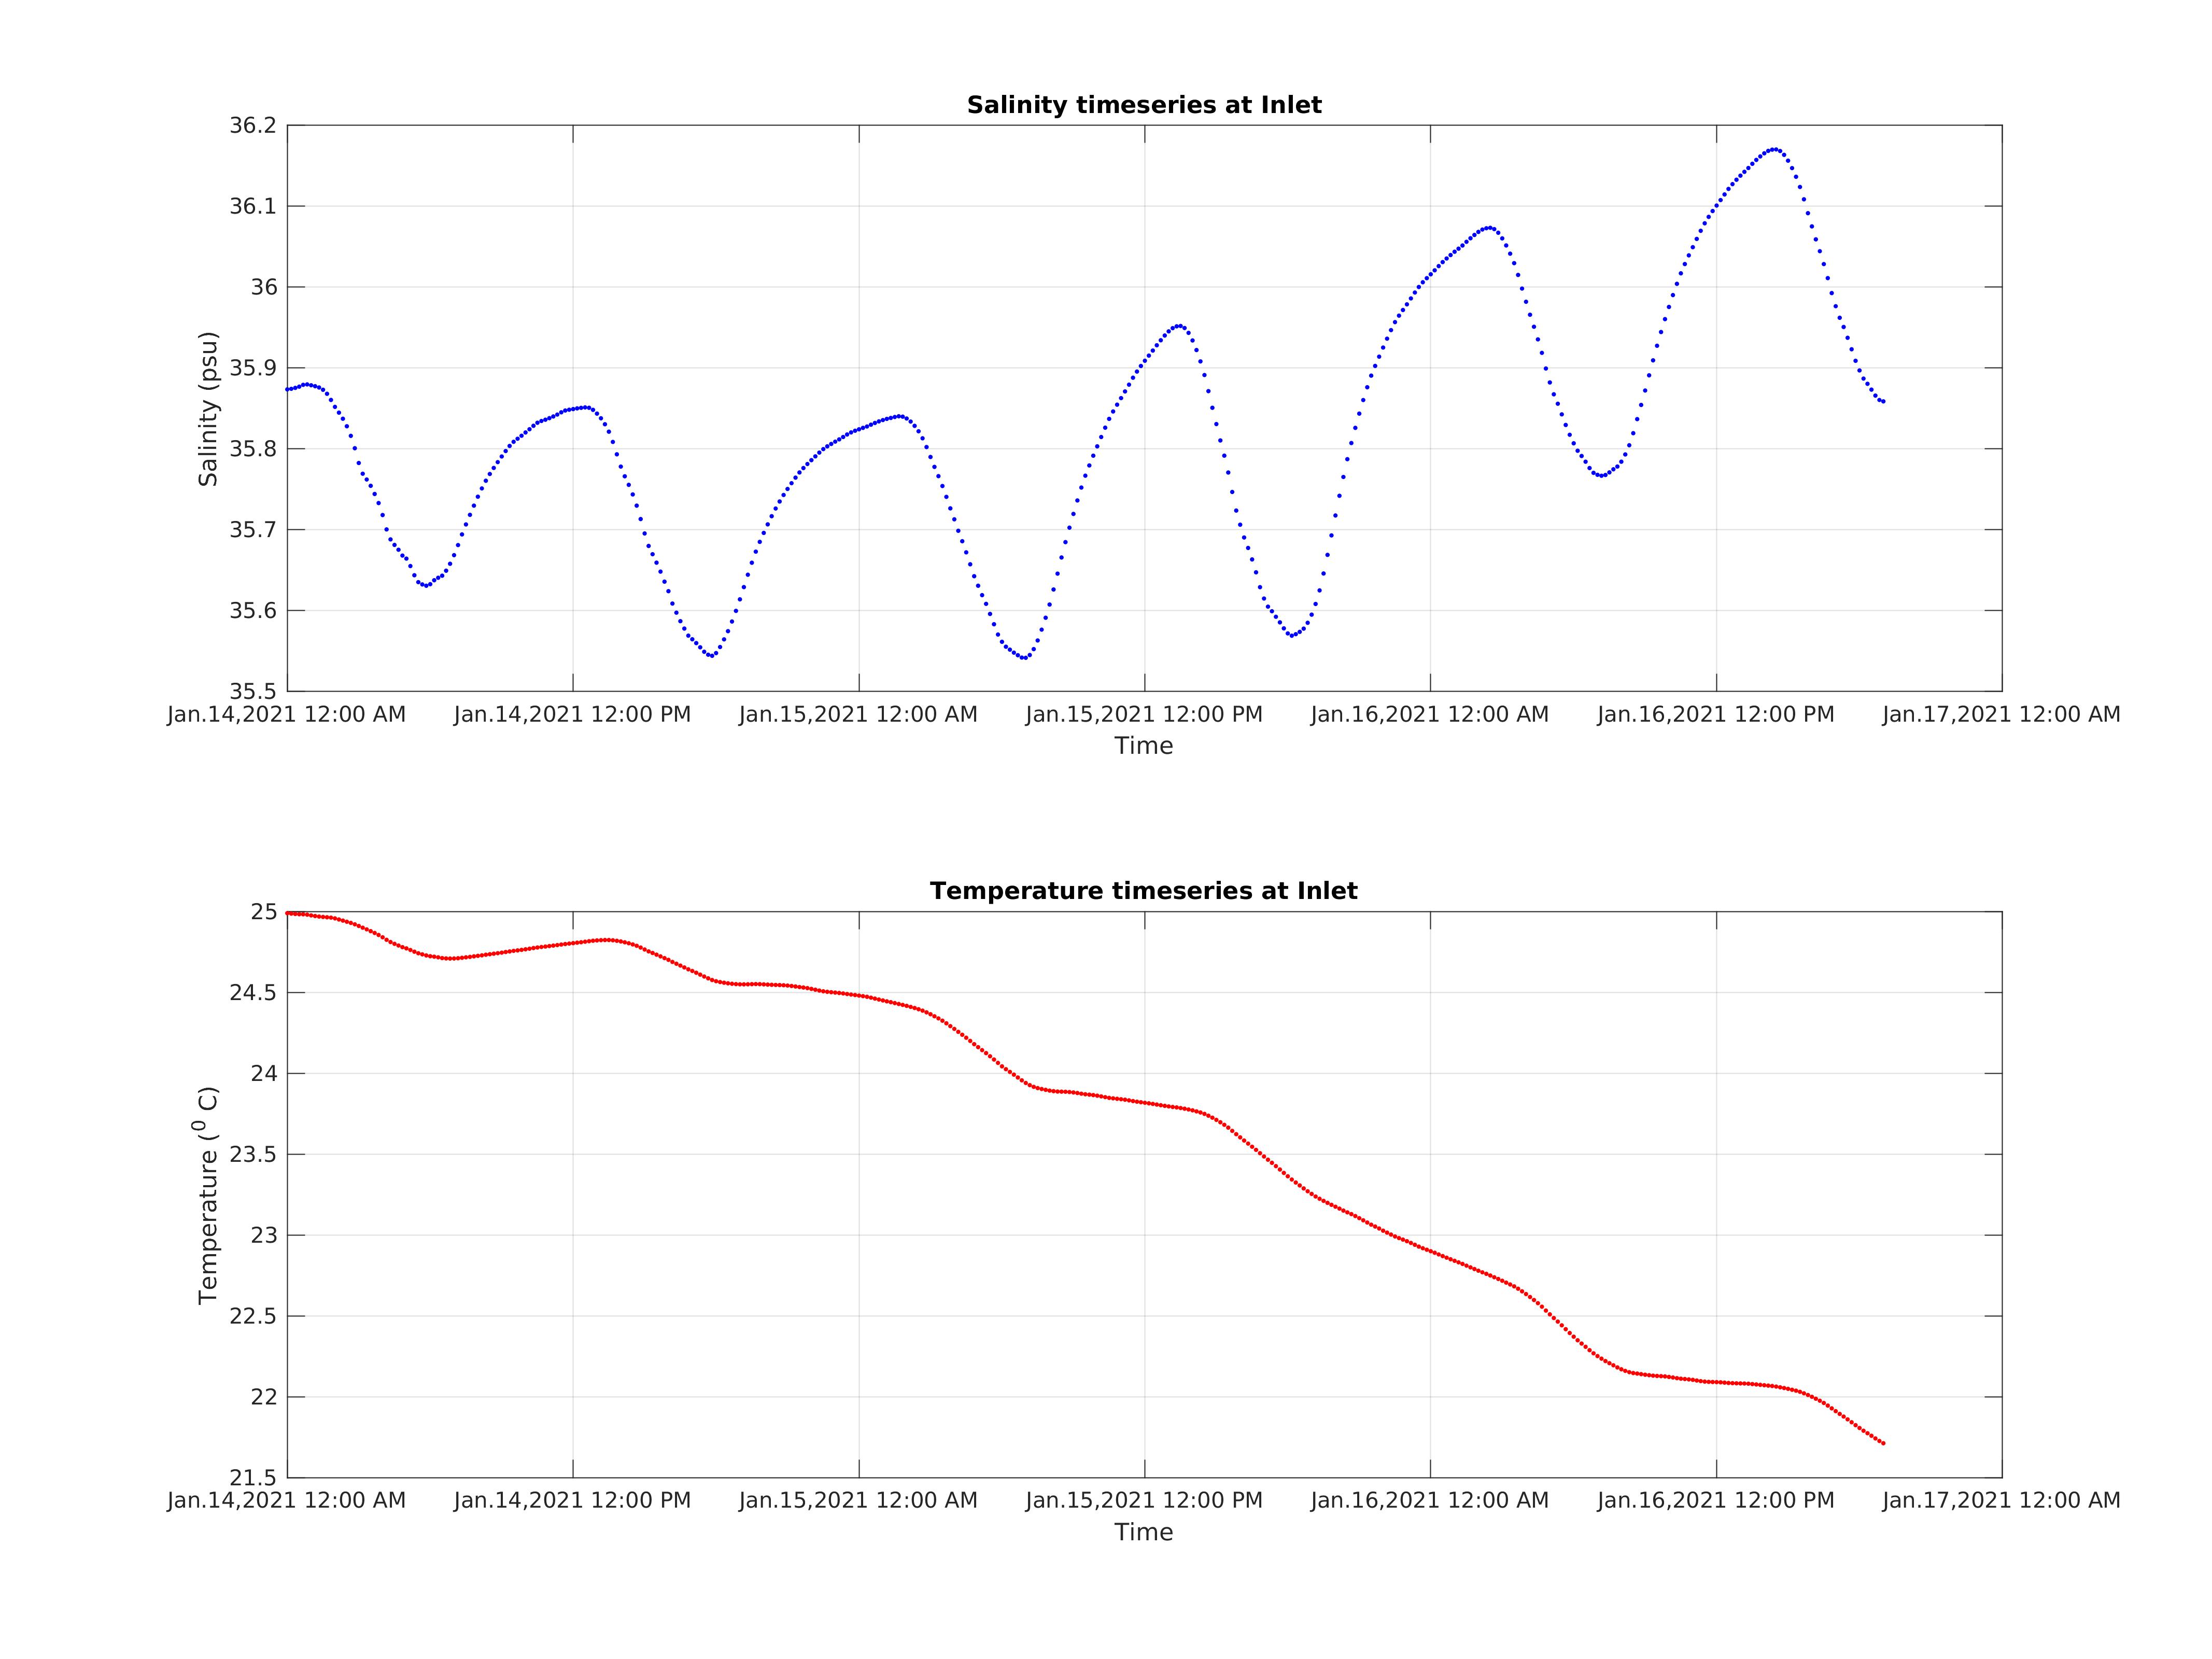 Salinity timeseries at Inlet
36.2
36.1
36
35.9
35.8
35.7
35.6
35.5
Salinity (psu)
Jan.14,2021 12:00 AM Jan.14,2021 12:00 PM Jan.15,2021 12:00 AM Jan.15,2021 12:00 PM Jan.16,2021 12:00 AM Jan.16,2021 12:00 PM Jan.17,2021 12:00 AM
Time
Temperature timeseries at Inlet
25
24.5
24
23.5
23
22.5
22
21.5
Temperature (⁰ C)
Jan.14,2021 12:00 AM Jan.14,2021 12:00 PM Jan.15,2021 12:00 AM Jan.15,2021 12:00 PM Jan.16,2021 12:00 AM Jan.16,2021 12:00 PM Jan.17,2021 12:00 AM
Time